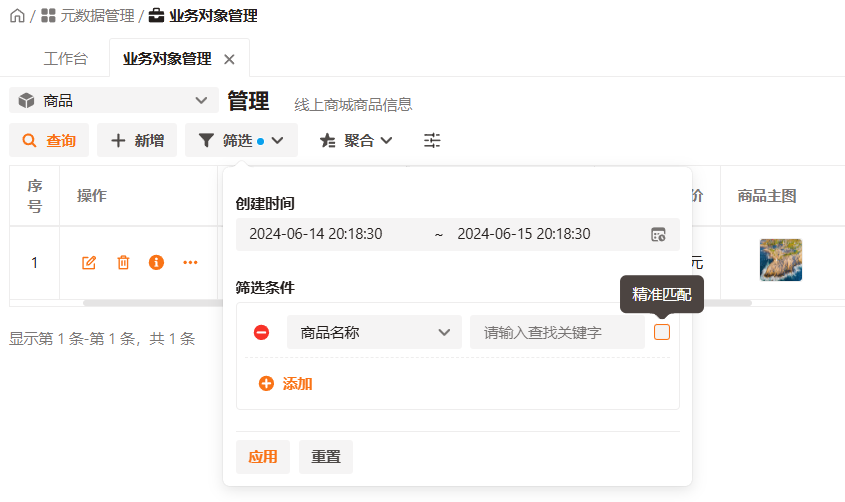 / 元数据管理 / 业务对象管理
工作台 业务对象管理
商品 管理 线上商城商品信息
查询 新增 筛选 聚合
序号 操作 价 商品主图
1 元
创建时间
2024-06-14 20:18:30 ~ 2024-06-15 20:18:30
筛选条件
精准匹配
商品名称 请输入查找关键字
添加
显示第 1 条-第 1 条，共 1 条
应用 重置